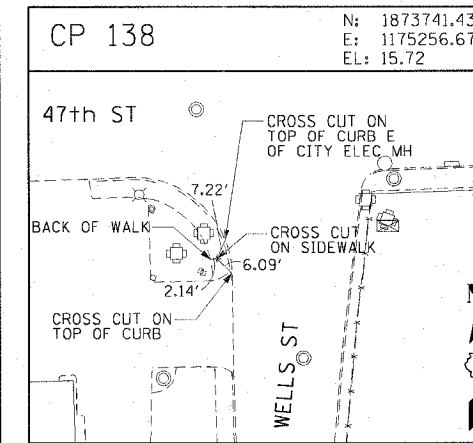 CP 138
N: 1873741.43
E: 1175256.67
EL: 15.72
47th ST
CROSS CUT ON
TOP OF CURB E
OF CITY ELEC MH
7.22'
BACK OF WALK
CROSS CUT
ON SIDEWALK
6.09'
2.14'
CROSS CUT ON
TOP OF CURB
WELLS ST